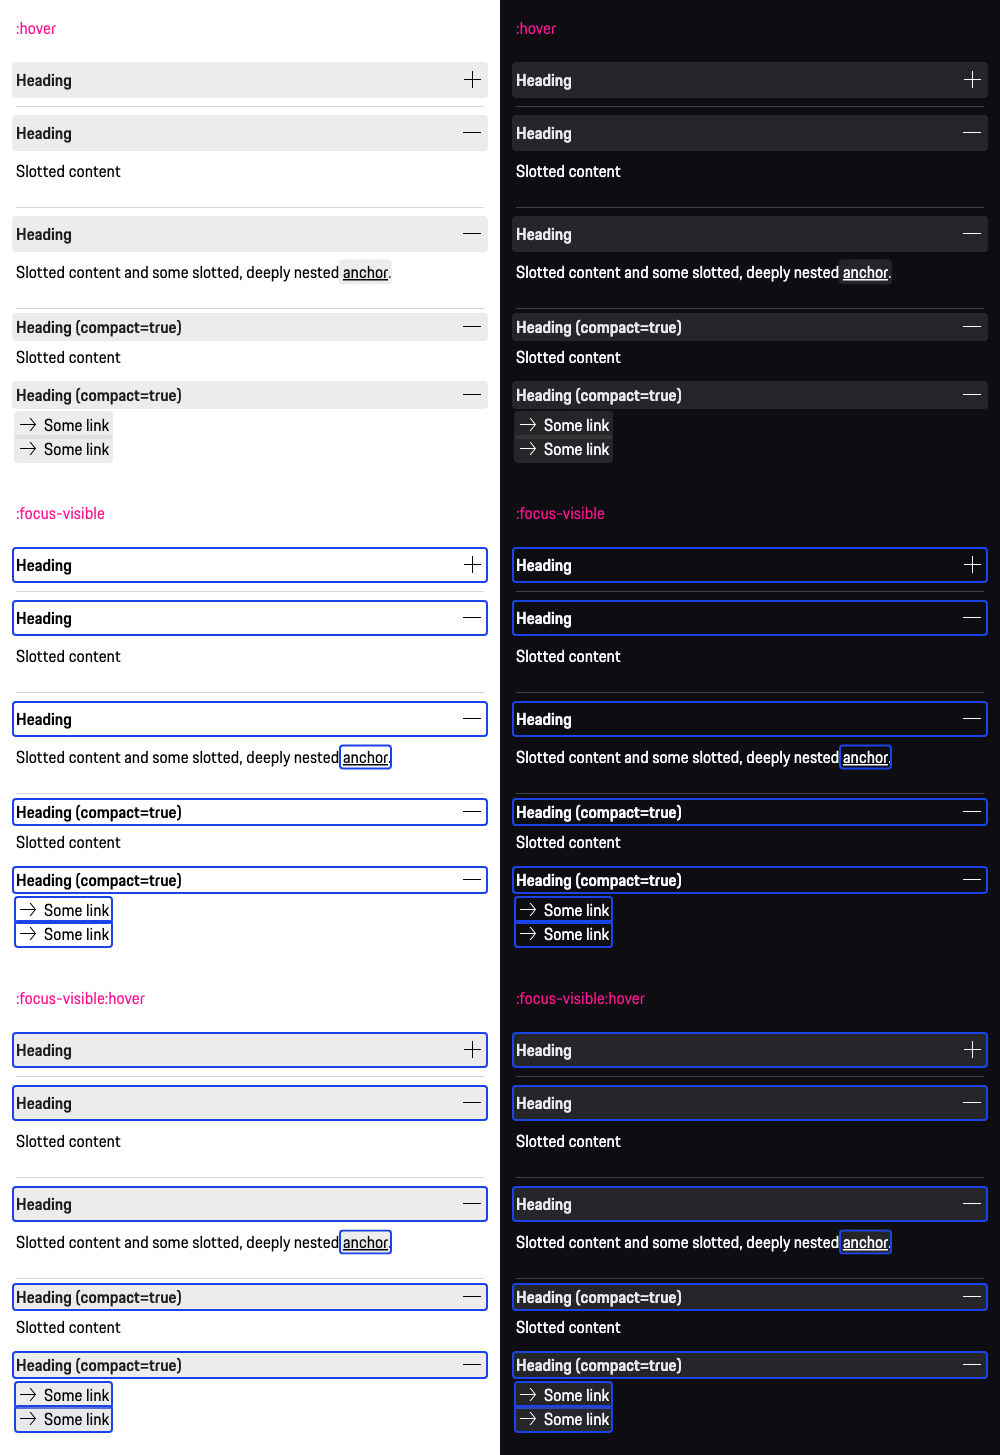 :hover
Heading
Heading
Slotted content
Heading
Slotted content and some slotted, deeply nested anchor.
Heading (compact=true)
Slotted content
Heading (compact=true)
Some link
Some link
:focus-visible
Heading
Heading
Slotted content
Heading
Slotted content and some slotted, deeply nested anchor.
Heading (compact=true)
Slotted content
Heading (compact=true)
Some link
Some link
:focus-visible:hover
Heading
Heading
Slotted content
Heading
Slotted content and some slotted, deeply nested anchor.
Heading (compact=true)
Slotted content
Heading (compact=true)
Some link
Some link
:hover
Heading
Heading
Slotted content
Heading
Slotted content and some slotted, deeply nested anchor.
Heading (compact=true)
Slotted content
Heading (compact=true)
Some link
Some link
:focus-visible
Heading
Heading
Slotted content
Heading
Slotted content and some slotted, deeply nested anchor.
Heading (compact=true)
Slotted content
Heading (compact=true)
Some link
Some link
:focus-visible:hover
Heading
Heading
Slotted content
Heading
Slotted content and some slotted, deeply nested anchor.
Heading (compact=true)
Slotted content
Heading (compact=true)
Some link
Some link